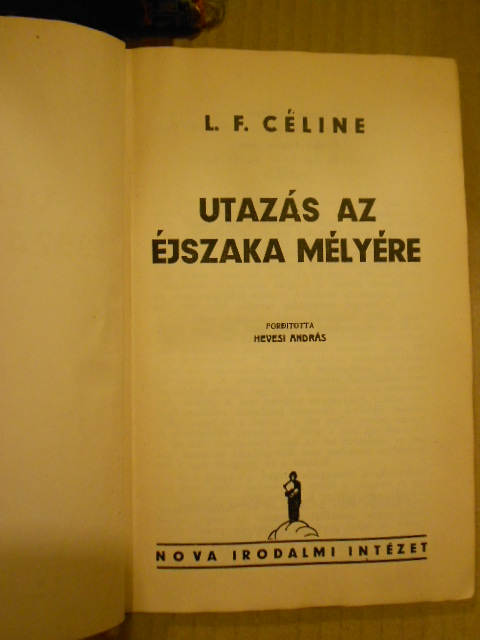 L. F. CÉLINE
UTAZÁS AZ
ÉJSZAKA MÉLYÉRE
FORDITOTTA
HEVESI ANDRÁS
NOVA IRODALMI INTÉZET